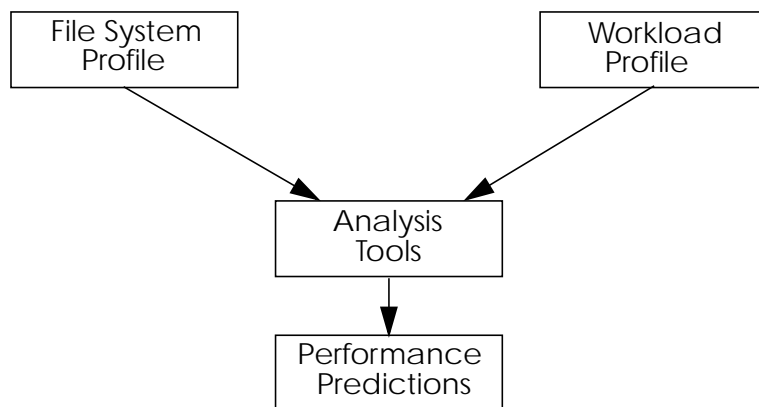 File System
Profile
Workload
Profile
Analysis
Tools
Performance
Predictions